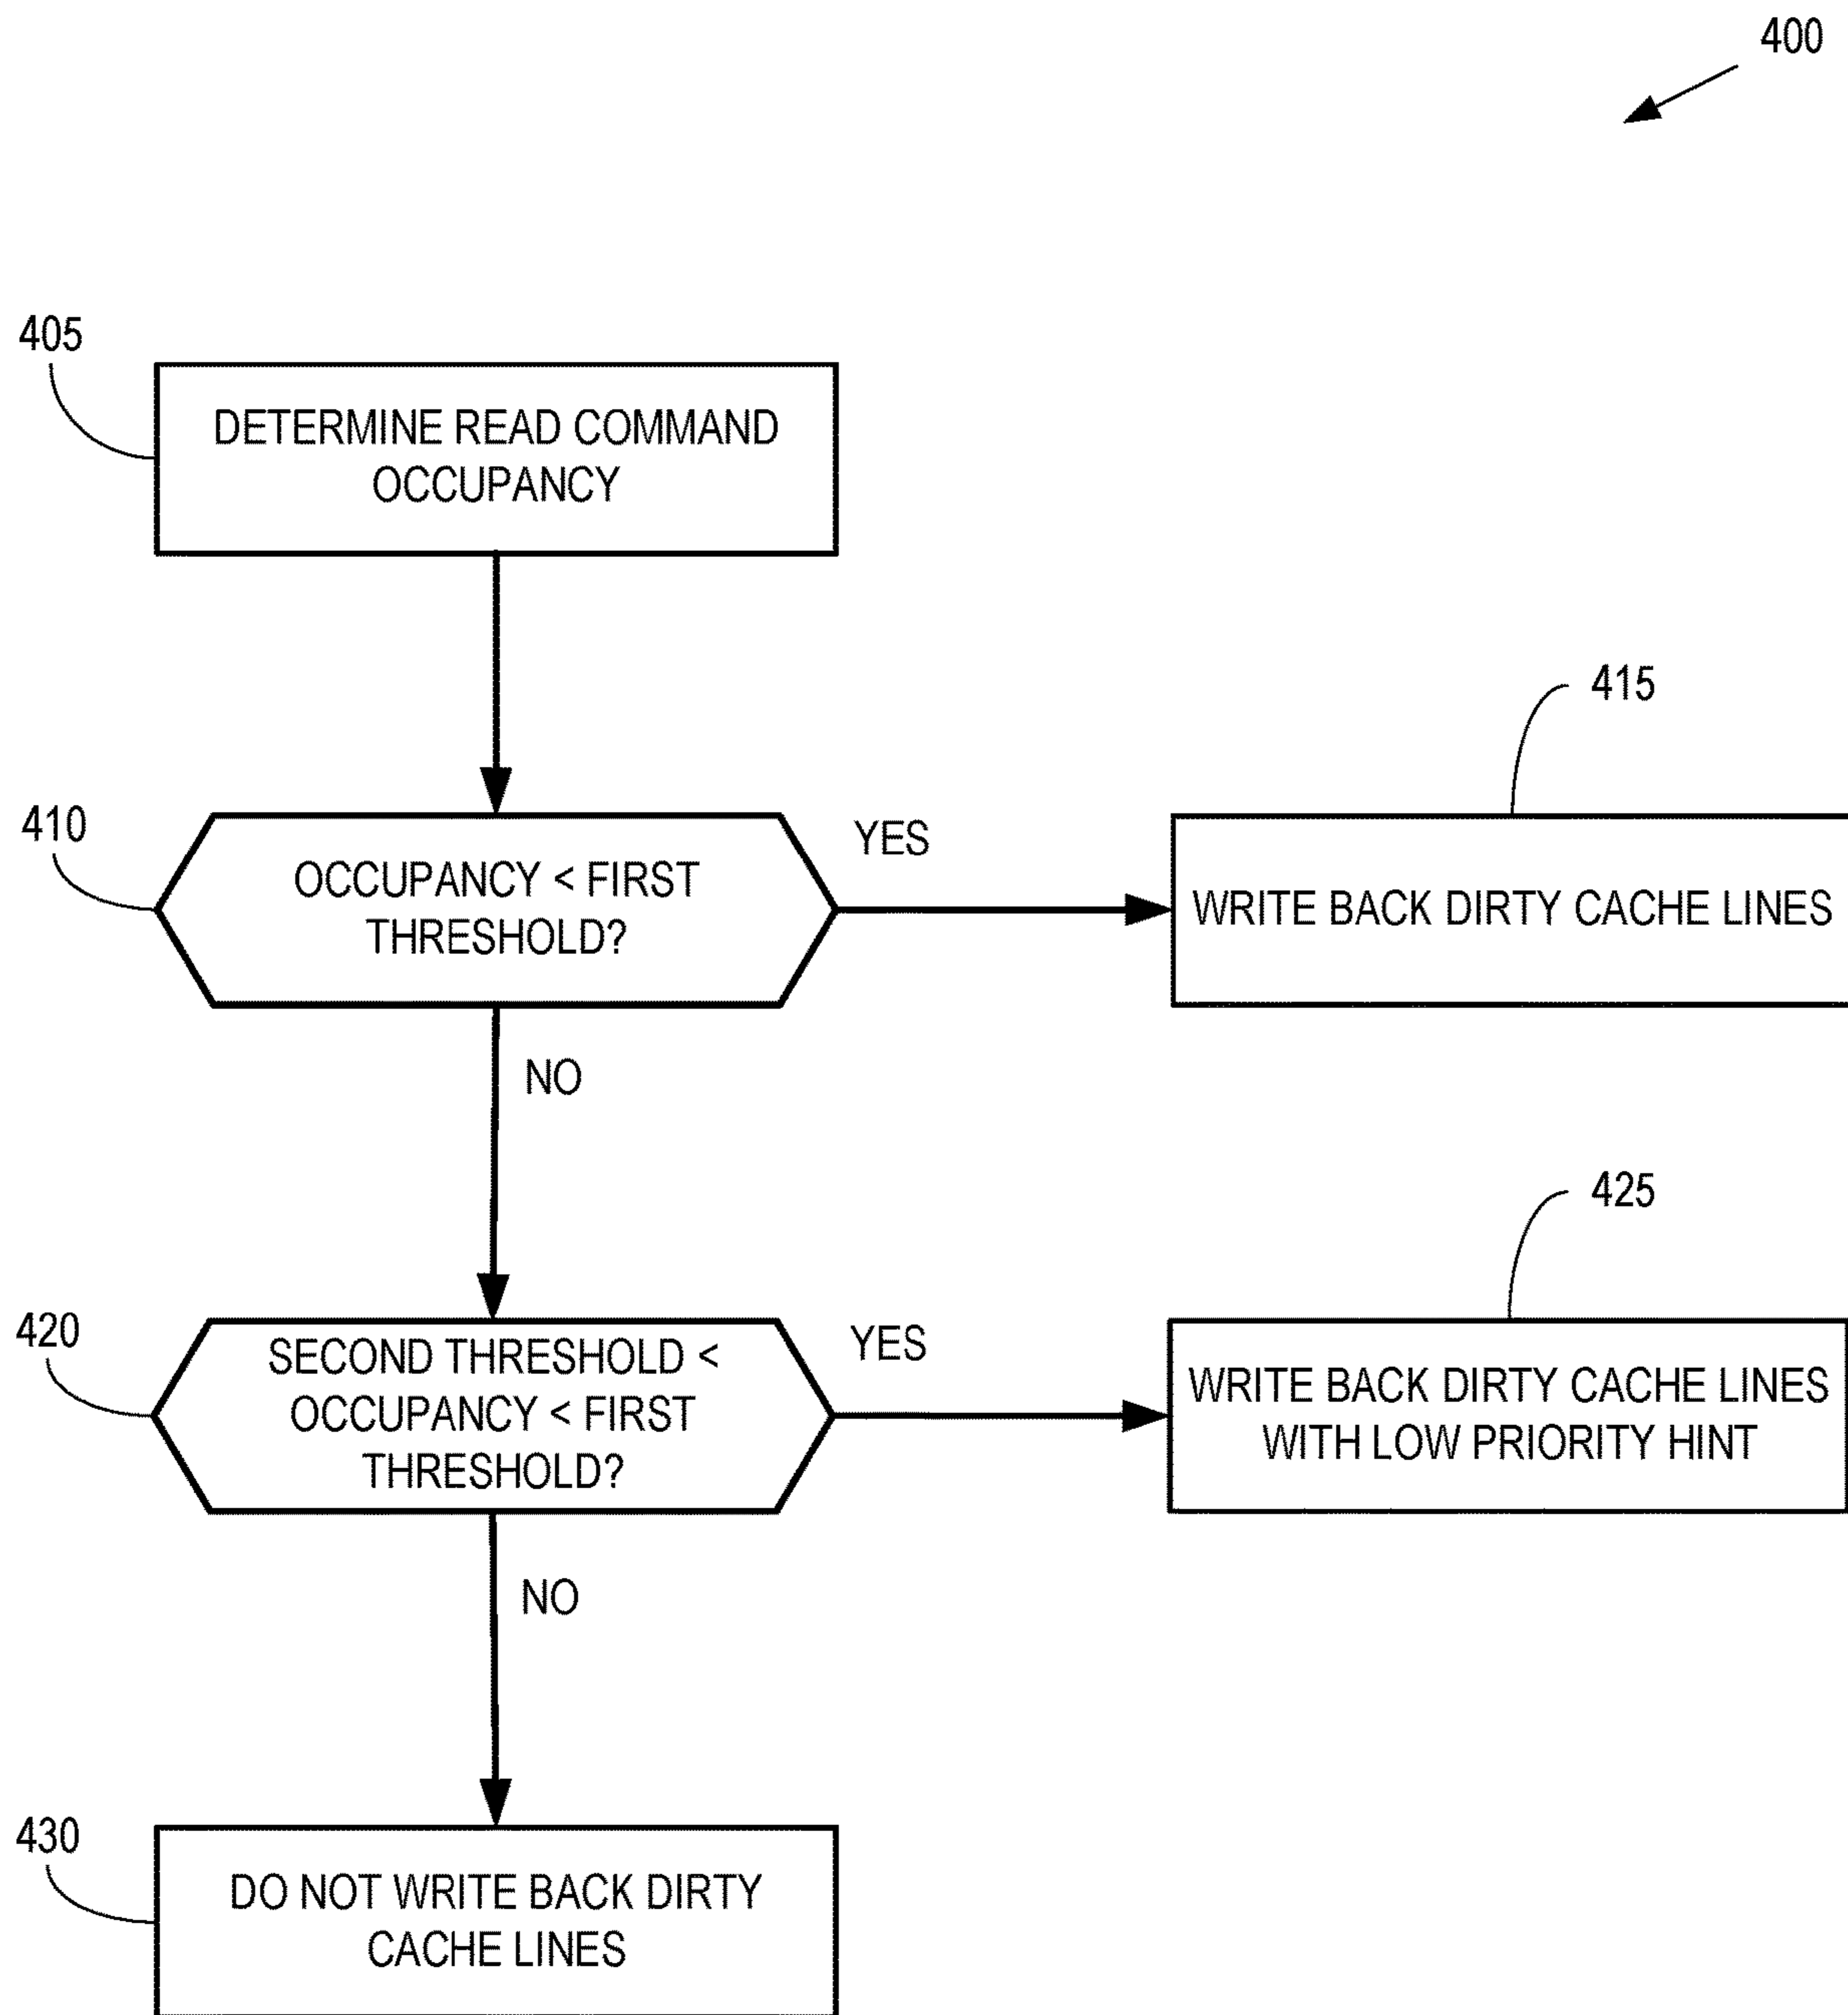 400
405
DETERMINE READ COMMAND
OCCUPANCY
415
410
OCCUPANCY < FIRST
THRESHOLD?
YES
WRITE BACK DIRTY CACHE LINES
NO
425
420
SECOND THRESHOLD <
OCCUPANCY < FIRST
THRESHOLD?
YES
WRITE BACK DIRTY CACHE LINES
WITH LOW PRIORITY HINT
NO
430
DO NOT WRITE BACK DIRTY
CACHE LINES